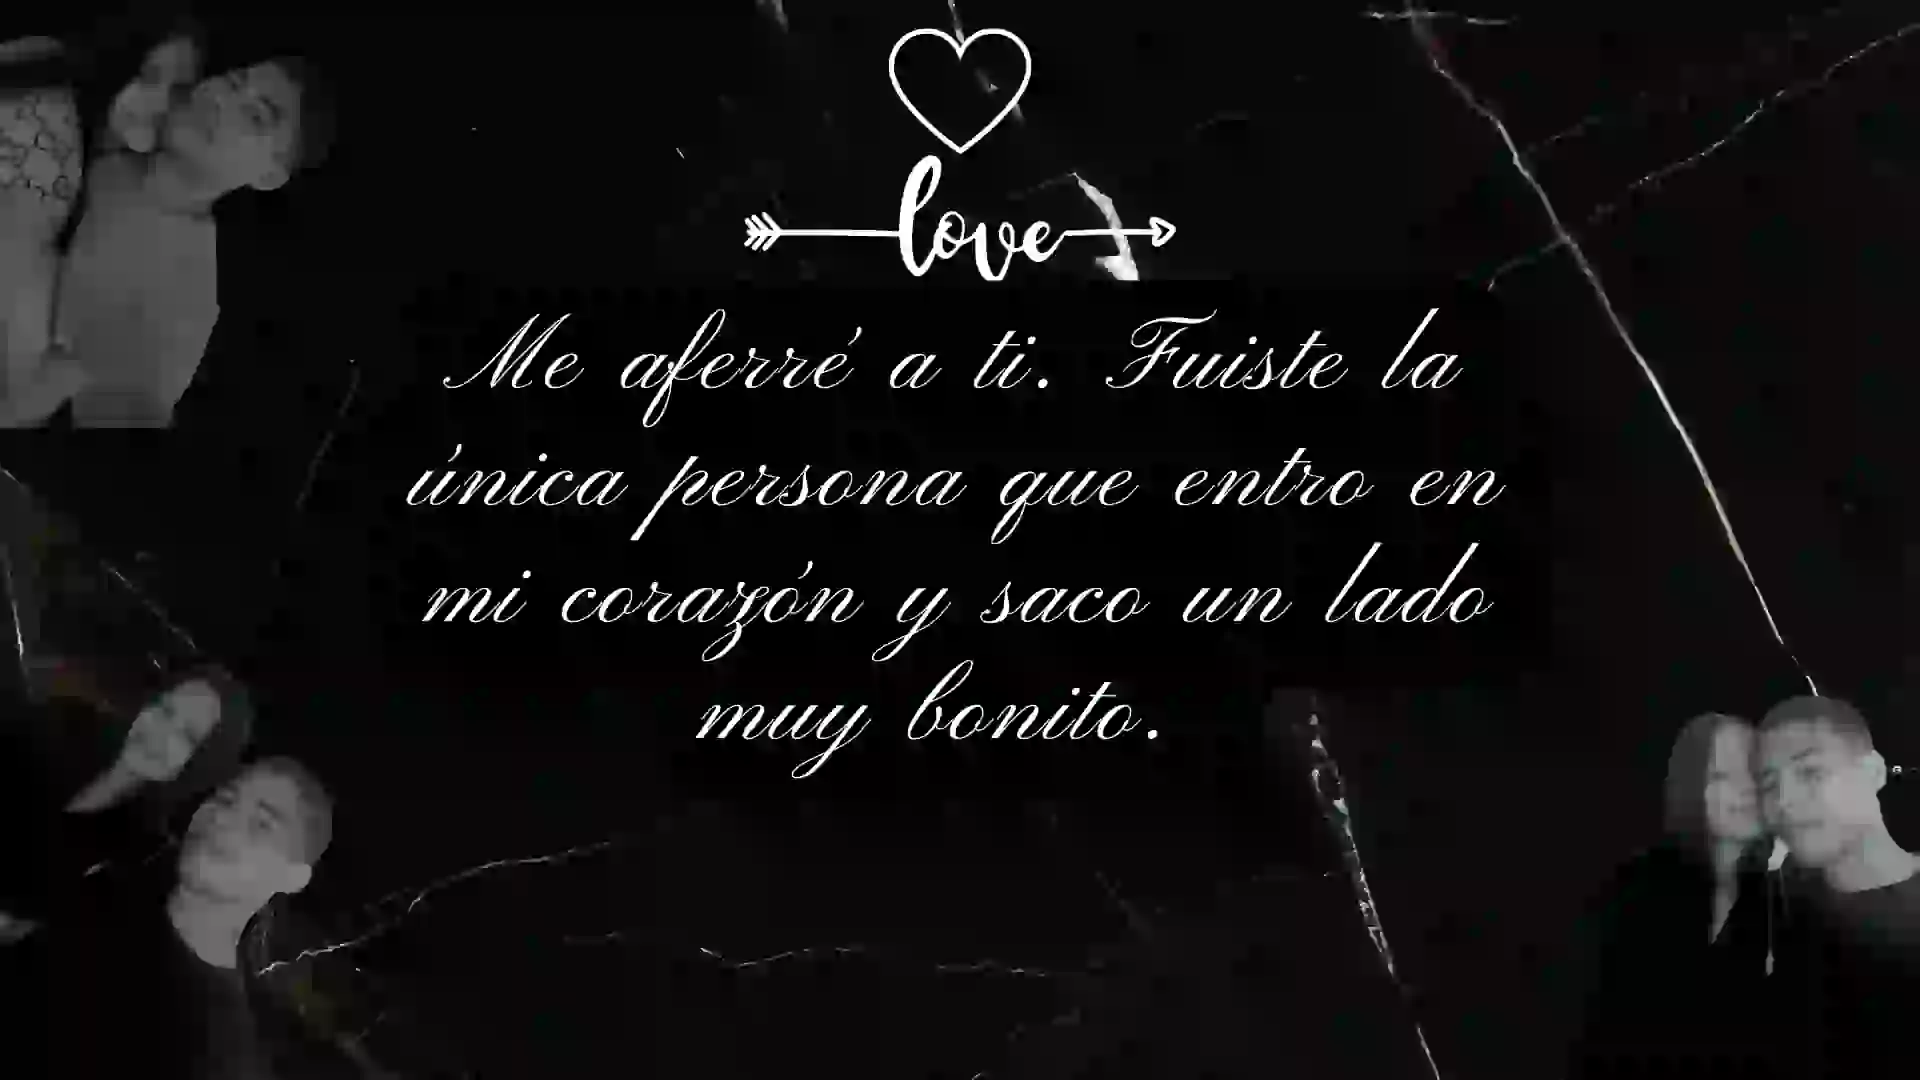 love
Me aferré a ti. Fuiste la
única persona que entro en
mi corazón y saco un lado
muy bonito.